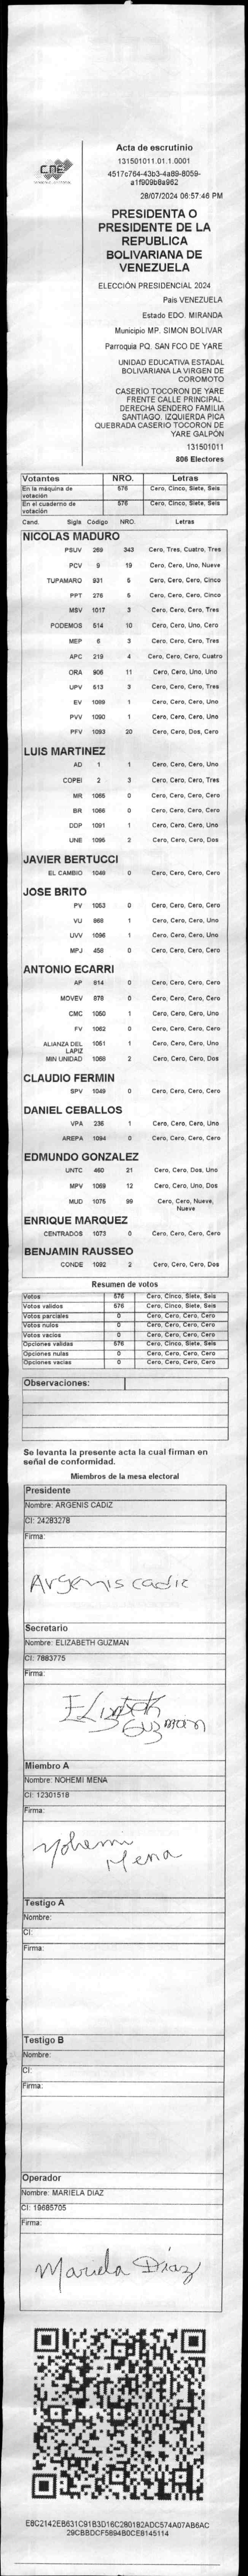 CNE
Acta de escrutinio
131501011.01.1.0001
4517c764-43b3-4a89-8059-
a1f909b8a962
28/07/2024 06:57:46 PM
PRESIDENTA O
PRESIDENTE DE LA
REPUBLICA
BOLIVARIANA DE
VENEZUELA
ELECCIÓN PRESIDENCIAL 2024
Pais VENEZUELA
Estado EDO. MIRANDA
Municipio MP. SIMON BOLIVAR
Parroquia PQ. SAN FCO DE YARE
UNIDAD EDUCATIVA ESTADAL
BOLIVARIANA LA VIRGEN DE
COROMOTO
CASERÍO TOCORON DE YARE
FRENTE CALLE PRINCIPAL.
DERECHA SENDERO FAMILIA
SANTIAGO. IZQUIERDA PICA
QUEBRADA CASERIO TOCORON DE
YARE GALPÓN
131501011
806 Electores
Votantes NRO. Letras
En la máquina de votación 576 Cero, Cinco, Siete, Seis
En el cuaderno de votación 576 Cero, Cinco, Siete, Seis
Cand. Sigla Código NRO. Letras
NICOLAS MADURO
PSUV 269 343 Cero, Tres, Cuatro, Tres
PCV 9 19 Cero, Cero, Uno, Nueve
TUPAMARO 931 5 Cero, Cero, Cero, Cinco
PPT 276 5 Cero, Cero, Cero, Cinco
MSV 1017 3 Cero, Cero, Cero, Tres
PODEMOS 514 10 Cero, Cero, Uno, Cero
MEP 6 3 Cero, Cero, Cero, Tres
APC 219 4 Cero, Cero, Cero, Cuatro
ORA 906 11 Cero, Cero, Uno, Uno
UPV 513 3 Cero, Cero, Cero, Tres
EV 1089 1 Cero, Cero, Cero, Uno
PVV 1090 1 Cero, Cero, Cero, Uno
PFV 1093 20 Cero, Cero, Dos, Cero
LUIS MARTINEZ
AD 1 1 Cero, Cero, Cero, Uno
COPEI 2 3 Cero, Cero, Cero, Tres
MR 1065 0 Cero, Cero, Cero, Cero
BR 1066 0 Cero, Cero, Cero, Cero
DDP 1091 1 Cero, Cero, Cero, Uno
UNE 1095 2 Cero, Cero, Cero, Dos
JAVIER BERTUCCI
EL CAMBIO 1048 0 Cero, Cero, Cero, Cero
JOSE BRITO
PV 1053 0 Cero, Cero, Cero, Cero
VU 868 1 Cero, Cero, Cero, Uno
UVV 1096 1 Cero, Cero, Cero, Uno
MPJ 458 0 Cero, Cero, Cero, Cero
ANTONIO ECARRI
AP 814 0 Cero, Cero, Cero, Cero
MOVEV 978 0 Cero, Cero, Cero, Cero
CMC 1050 1 Cero, Cero, Cero, Uno
FV 1062 0 Cero, Cero, Cero, Cero
ALIANZA DEL LAPIZ 1051 1 Cero, Cero, Cero, Uno
MIN UNIDAD 1068 2 Cero, Cero, Cero, Dos
CLAUDIO FERMIN
SPV 1049 0 Cero, Cero, Cero, Cero
DANIEL CEBALLOS
VPA 236 1 Cero, Cero, Cero, Uno
AREPA 1094 0 Cero, Cero, Cero, Cero
EDMUNDO GONZALEZ
UNTC 460 21 Cero, Cero, Dos, Uno
MPV 1069 12 Cero, Cero, Uno, Dos
MUD 1075 99 Cero, Cero, Nueve,
Nueve
ENRIQUE MARQUEZ
CENTRADOS 1073 0 Cero, Cero, Cero, Cero
BENJAMIN RAUSSEO
CONDE 1092 2 Cero, Cero, Cero, Dos
Resumen de votos
Votos 576 Cero, Cinco, Siete, Seis
Votos validos 576 Cero, Cinco, Siete, Seis
Votos parciales 0 Cero, Cero, Cero, Cero
Votos nulos 0 Cero, Cero, Cero, Cero
Votos vacios 0 Cero, Cero, Cero, Cero
Opciones validas 576 Cero, Cinco, Siete, Seis
Opciones nulas 0 Cero, Cero, Cero, Cero
Opciones vacias 0 Cero, Cero, Cero, Cero
Observaciones:
Se levanta la presente acta la cual firman en
señal de conformidad.
Miembros de la mesa electoral
Presidente
Nombre: ARGENIS CADIZ
CI: 24283278
Firma:
Argenis cadiz
Secretario
Nombre: ELIZABETH GUZMAN
CI: 7883775
Firma:
Elizabeth
Guzman
Miembro A
Nombre: NOHEMI MENA
CI: 12301518
Firma:
Nohemi
Mena
Testigo A
Nombre:
CI:
Firma:
Testigo B
Nombre:
CI:
Firma:
Operador
Nombre: MARIELA DIAZ
CI: 19685705
Firma:
Mariela Diaz
E8C2142EB631C91B3D16C280182ADC574A07AB6AC
29CBBDCF5894B0CE8145114